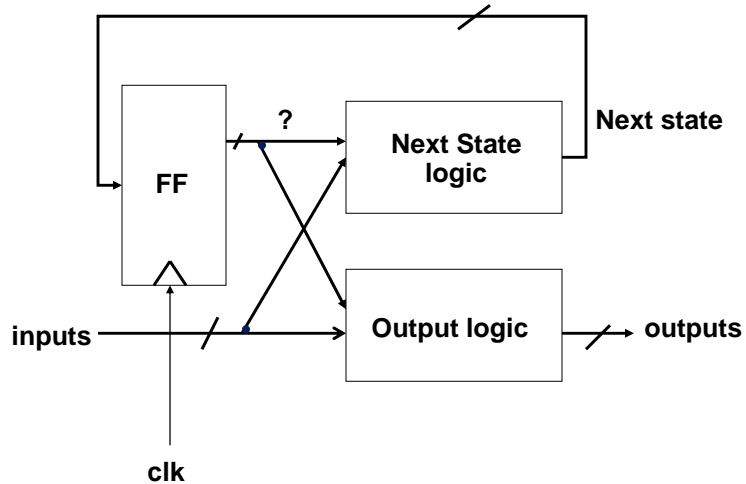 ?
Next state
Next State
logic
FF
inputs
Output logic
outputs
clk